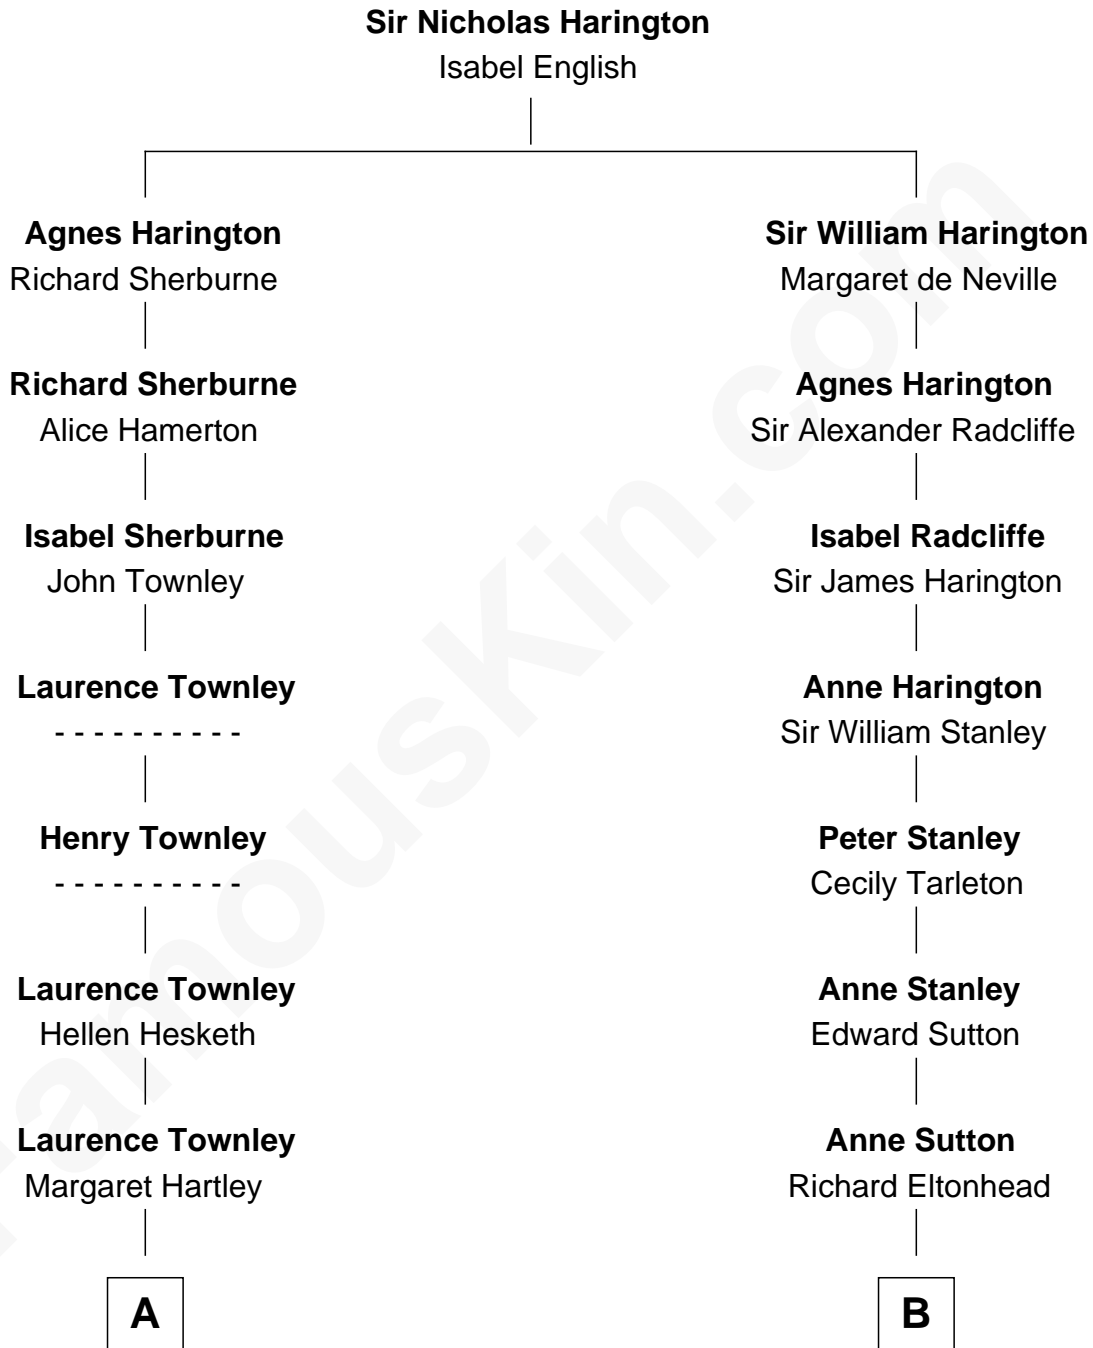 Sir Nicholas Harington
Isabel English
Agnes Harington
Richard Sherburne
Sir William Harington
Margaret de Neville
Richard Sherburne
Alice Hamerton
Agnes Harington
Sir Alexander Radcliffe
Isabel Sherburne
John Townley
Isabel Radcliffe
Sir James Harington
Laurence Townley
- - - - - - - - - -
Anne Harington
Sir William Stanley
Henry Townley
- - - - - - - - - -
Peter Stanley
Cecily Tarleton
Laurence Townley
Hellen Hesketh
Anne Stanley
Edward Sutton
Laurence Townley
Margaret Hartley
Anne Sutton
Richard Eltonhead
A
B
FamousKin.com